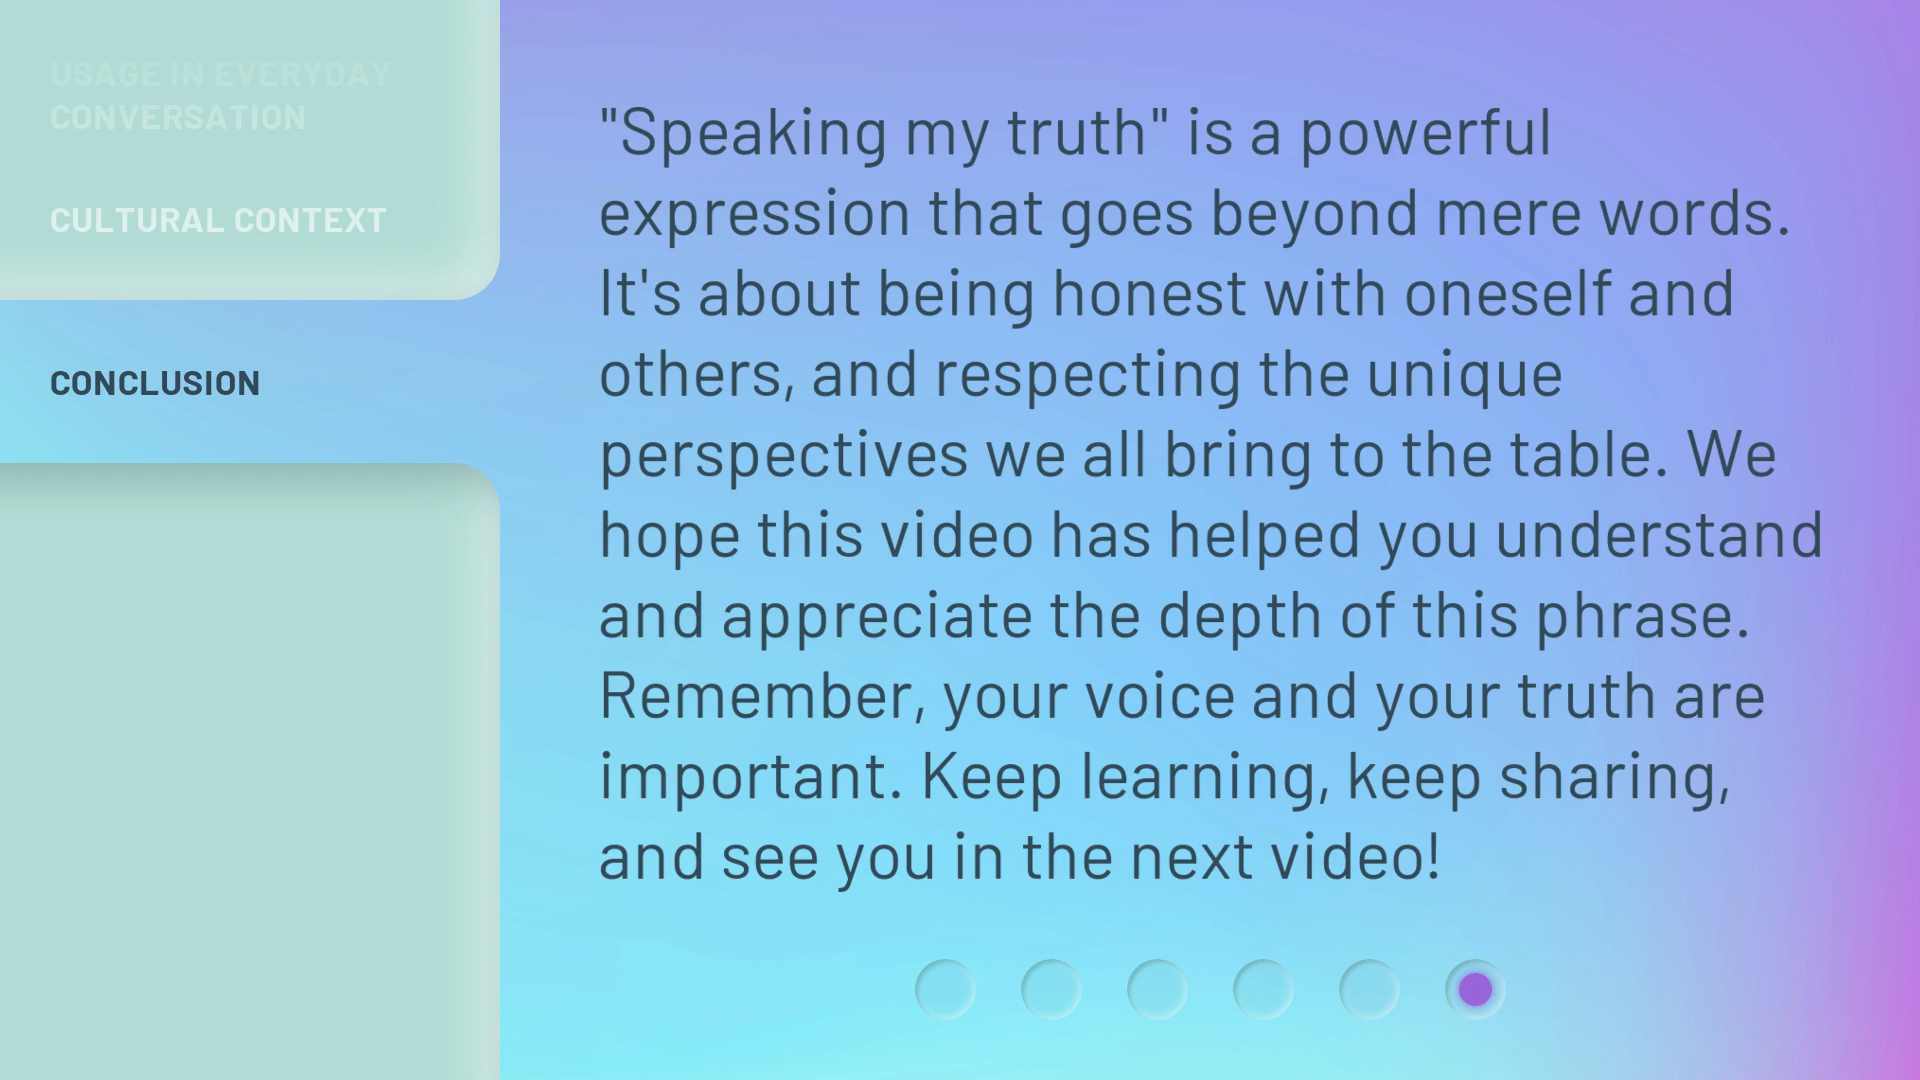 USAGE IN EVERYDAY
CONVERSATION
CULTURAL CONTEXT
CONCLUSION
"Speaking my truth" is a powerful
expression that goes beyond mere words.
It's about being honest with oneself and
others, and respecting the unique
perspectives we all bring to the table. We
hope this video has helped you understand
and appreciate the depth of this phrase.
Remember, your voice and your truth are
important. Keep learning, keep sharing,
and see you in the next video!